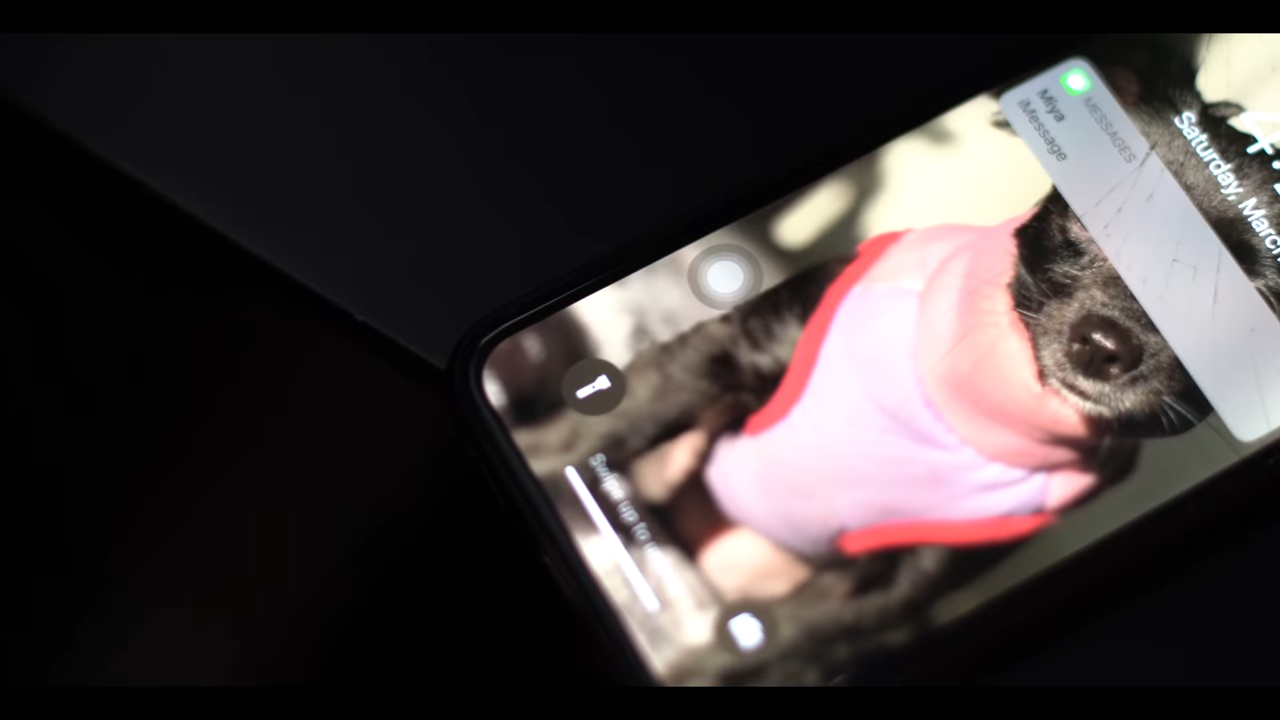 MESSAGES
Miya
iMessage
Saturday, March
Swipe up to